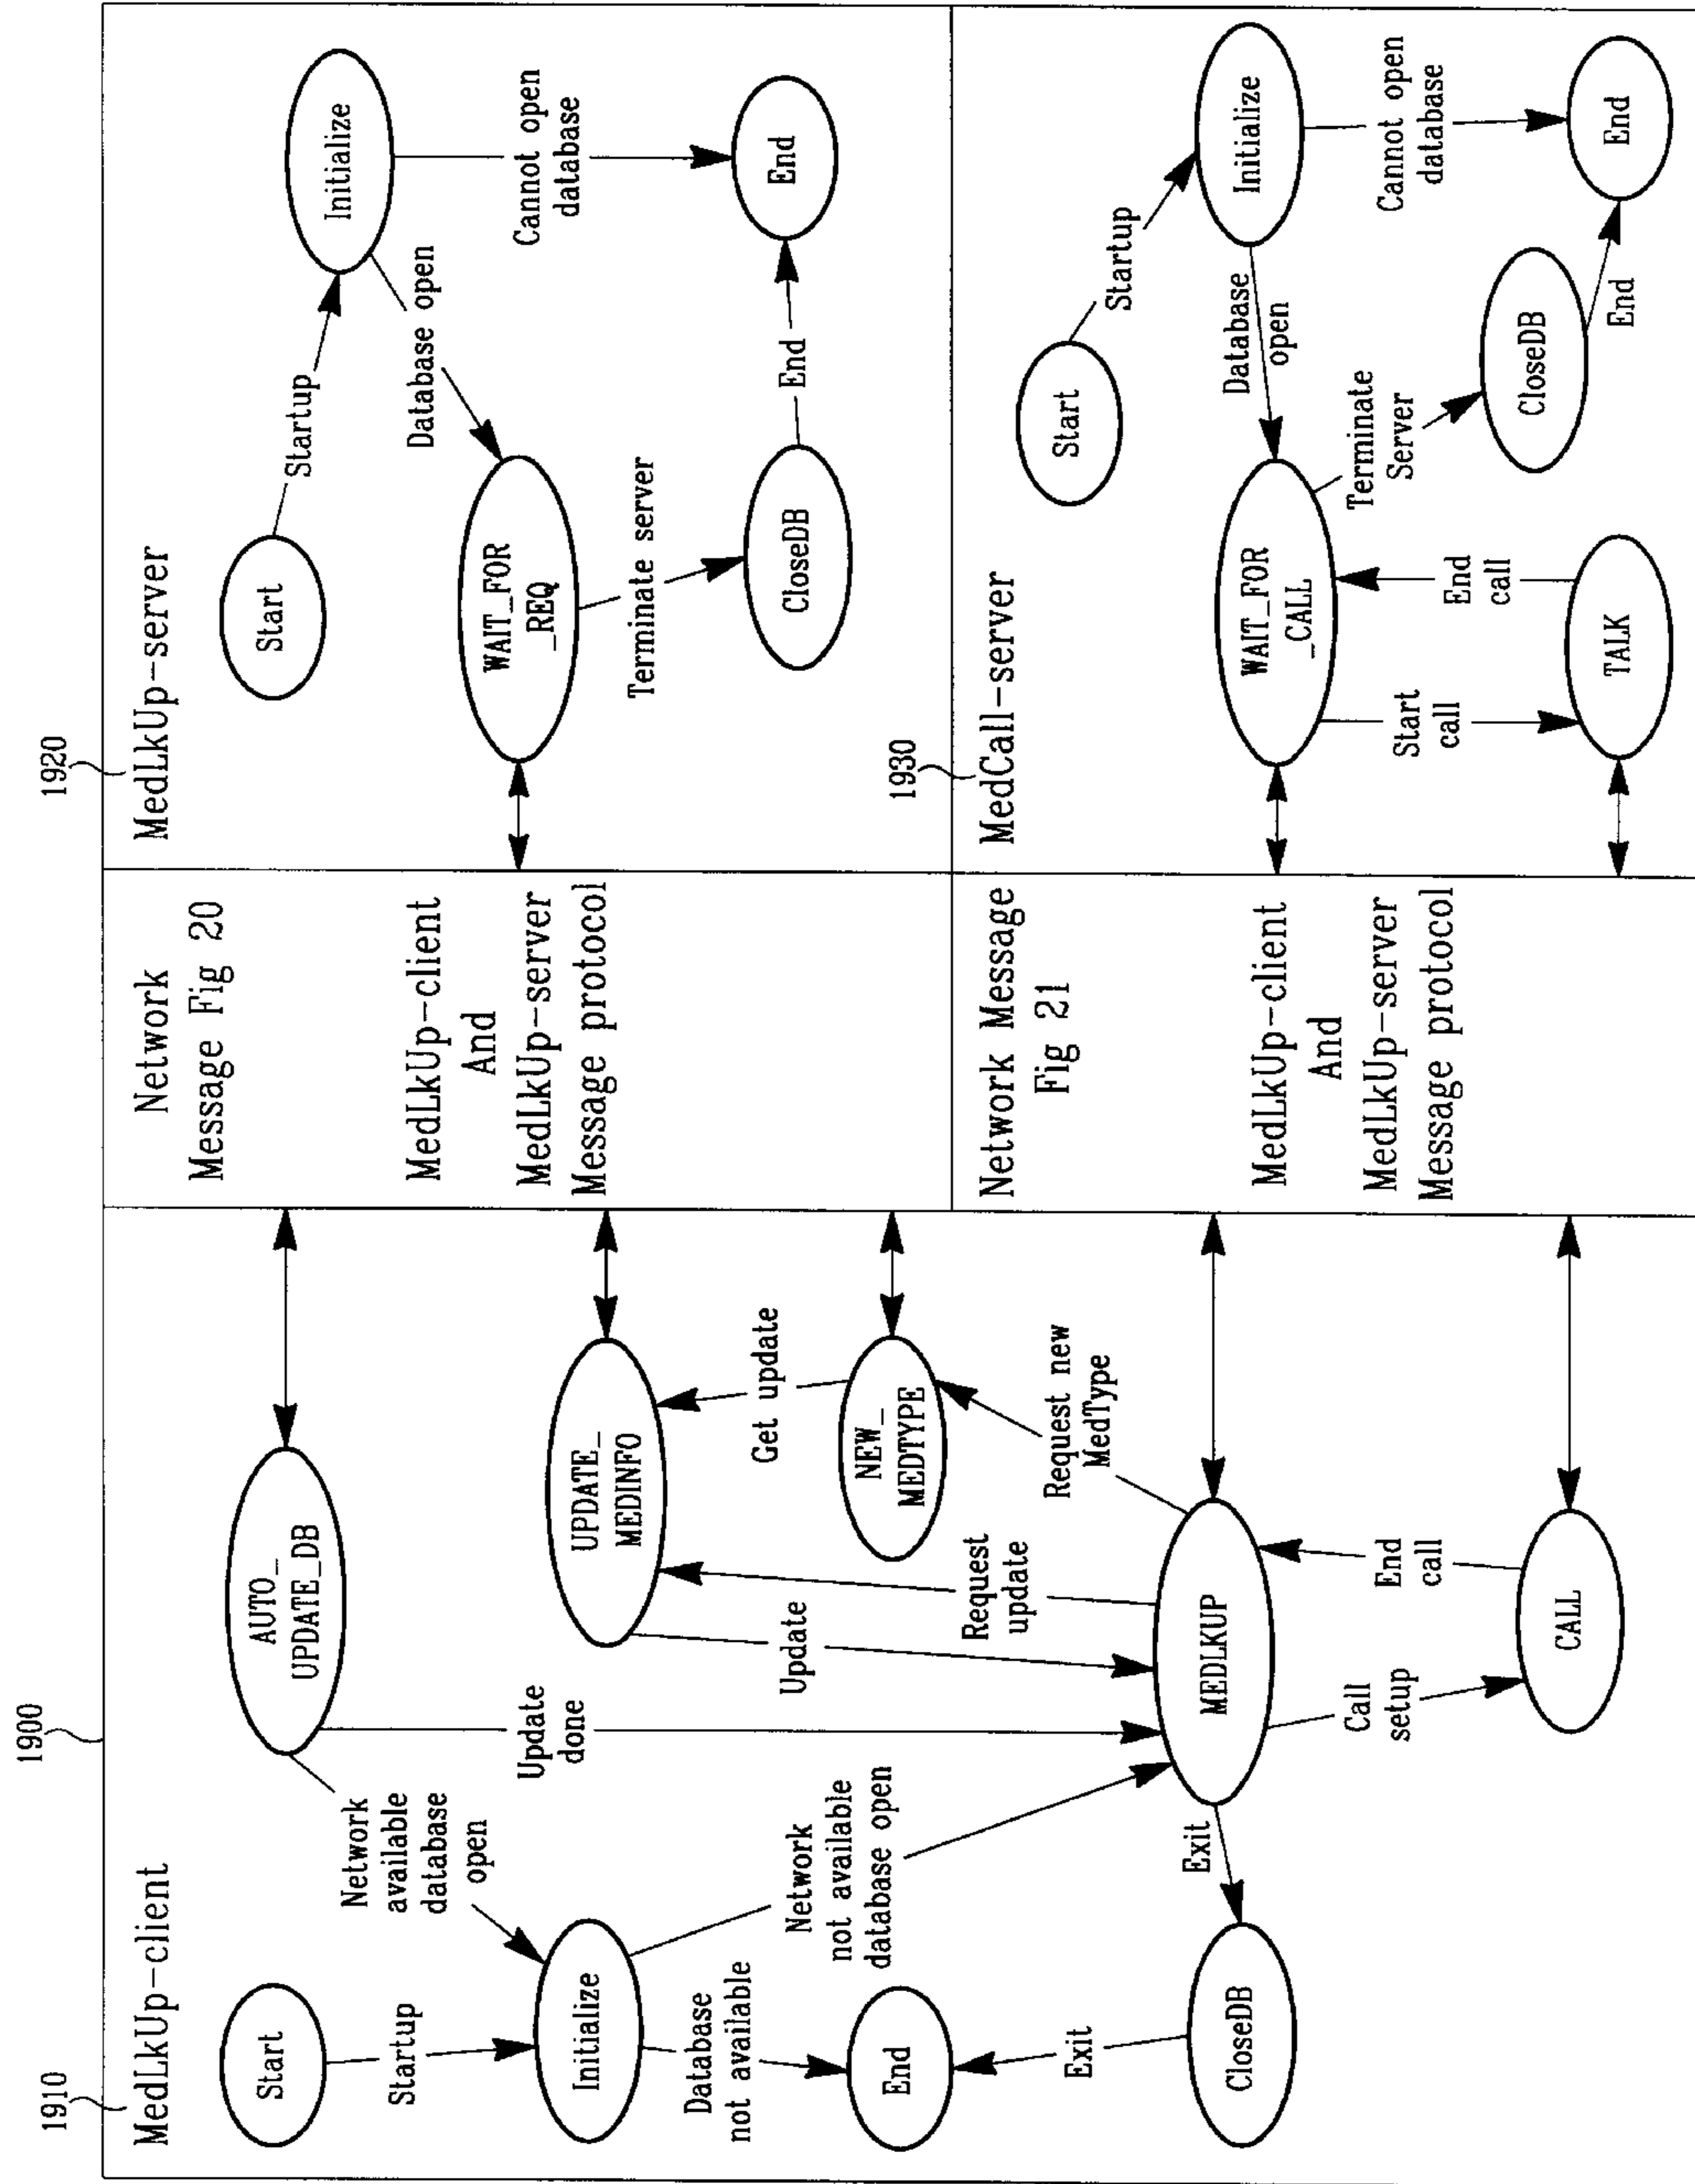 1900
1910
MedLkUp-client
Start
Startup
Initialize
Network
available
database
open
AUTO_
UPDATE_DB
Update
done
Database
not available
Network
not available
database open
End
Exit
CloseDB
Exit
UPDATE_
MEDINFO
Get update
NEW_
MEDTYPE
Update
Request
update
Request new
MedType
MEDLKUP
Call
setup
End
call
CALL
Network
Message Fig 20
MedLkUp-client
And
MedLkUp-server
Message protocol
Network Message
Fig 21
MedLkUp-client
And
MedLkUp-server
Message protocol
1920
MedLkUp-server
Start
Startup
Initialize
Database open
Cannot open
database
WAIT_FOR
_REQ
Terminate server
CloseDB
End
End
1930
MedCall-server
Start
Startup
Initialize
Database
open
Cannot open
database
WAIT_FOR
_CALL
Terminate
Server
CloseDB
End
End
Start
call
End
call
TALK